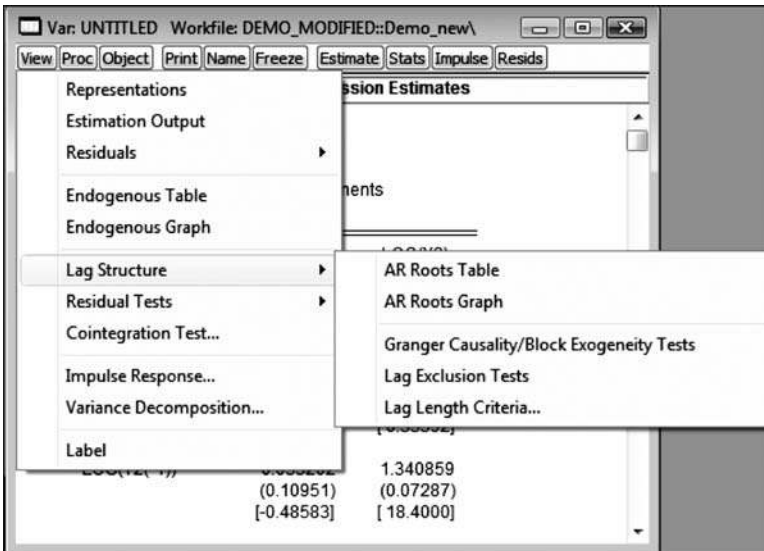 Var: UNTITLED Workfile: DEMO_MODIFIED::Demo_new\
View Proc Object Print Name Freeze Estimate Stats Impulse Resids
ssion Estimates
Representations
Estimation Output
Residuals
Endogenous Table
nents
Endogenous Graph
Lag Structure
Residual Tests
Cointegration Test...
Impulse Response...
Variance Decomposition...
Label
AR Roots Table
AR Roots Graph
Granger Causality/Block Exogeneity Tests
Lag Exclusion Tests
Lag Length Criteria...
1.340859
(0.10951) (0.07287)
[-0.48583] [ 18.4000]